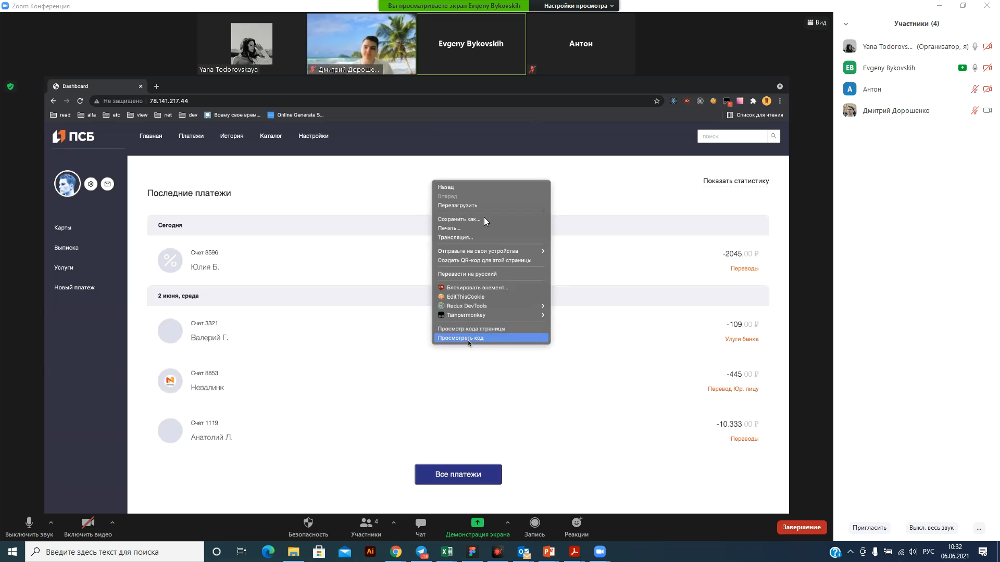 Zoom Конференция
Вы просматриваете экран Evgeny Bykovskih
Настройки просмотра
Вид
Yana Todorovskaya
Дмитрий Дороше...
Evgeny Bykovskih
Антон
Участники (4)
Yana Todorovs... (Организатор, я)
EB Evgeny Bykovskih
А Антон
Дмитрий Дорошенко
Dashboard
Не защищено 78.141.217.44
read alfa etc view net dev Всему свое врем... Online Generate S... Список для чтения
ПСБ
Главная Платежи История Каталог Настройки
поиск
Показать статистику
Последние платежи
Карты
Выписка
Услуги
Новый платеж
Сегодня
Счет 8596
Юлия Б.
-2045,00 ₽
Переводы
2 июня, среда
Счет 3321
Валерий Г.
-109,00 ₽
Улуги банка
Счет 8853
Невалинк
-445,00 ₽
Перевод Юр. лицу
Счет 1119
Анатолий Л.
-10.333,00 ₽
Переводы
Все платежи
Назад
Вперед
Перезагрузить
Сохранить как...
Печать...
Трансляция...
Отправьте на свои устройства
Создать QR-код для этой страницы
Перевести на русский
Блокировать элемент...
EditThisCookie
Redux DevTools
Tampermonkey
Просмотр кода страницы
Просмотреть код
Выключить звук
Включить видео
Безопасность
4
Участники
Чат
Демонстрация экрана
Запись
Реакции
Завершение
Пригласить
Выкл. весь звук
...
Введите здесь текст для поиска
Ai
18
РУС
10:32
06.06.2021